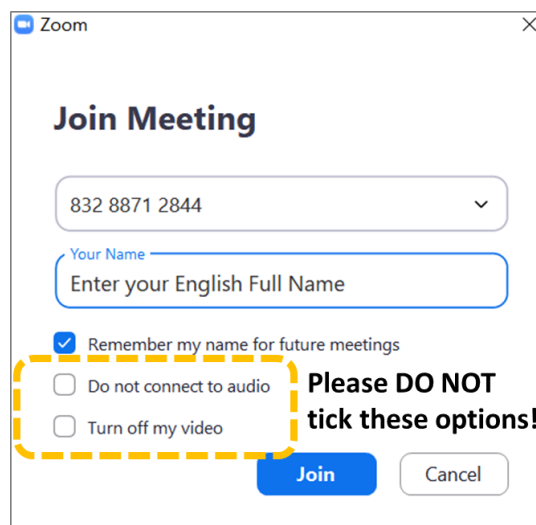 Zoom
Join Meeting
832 8871 2844
Your Name
Enter your English Full Name
Remember my name for future meetings
Do not connect to audio
Turn off my video
Please DO NOT
tick these options!
Join
Cancel